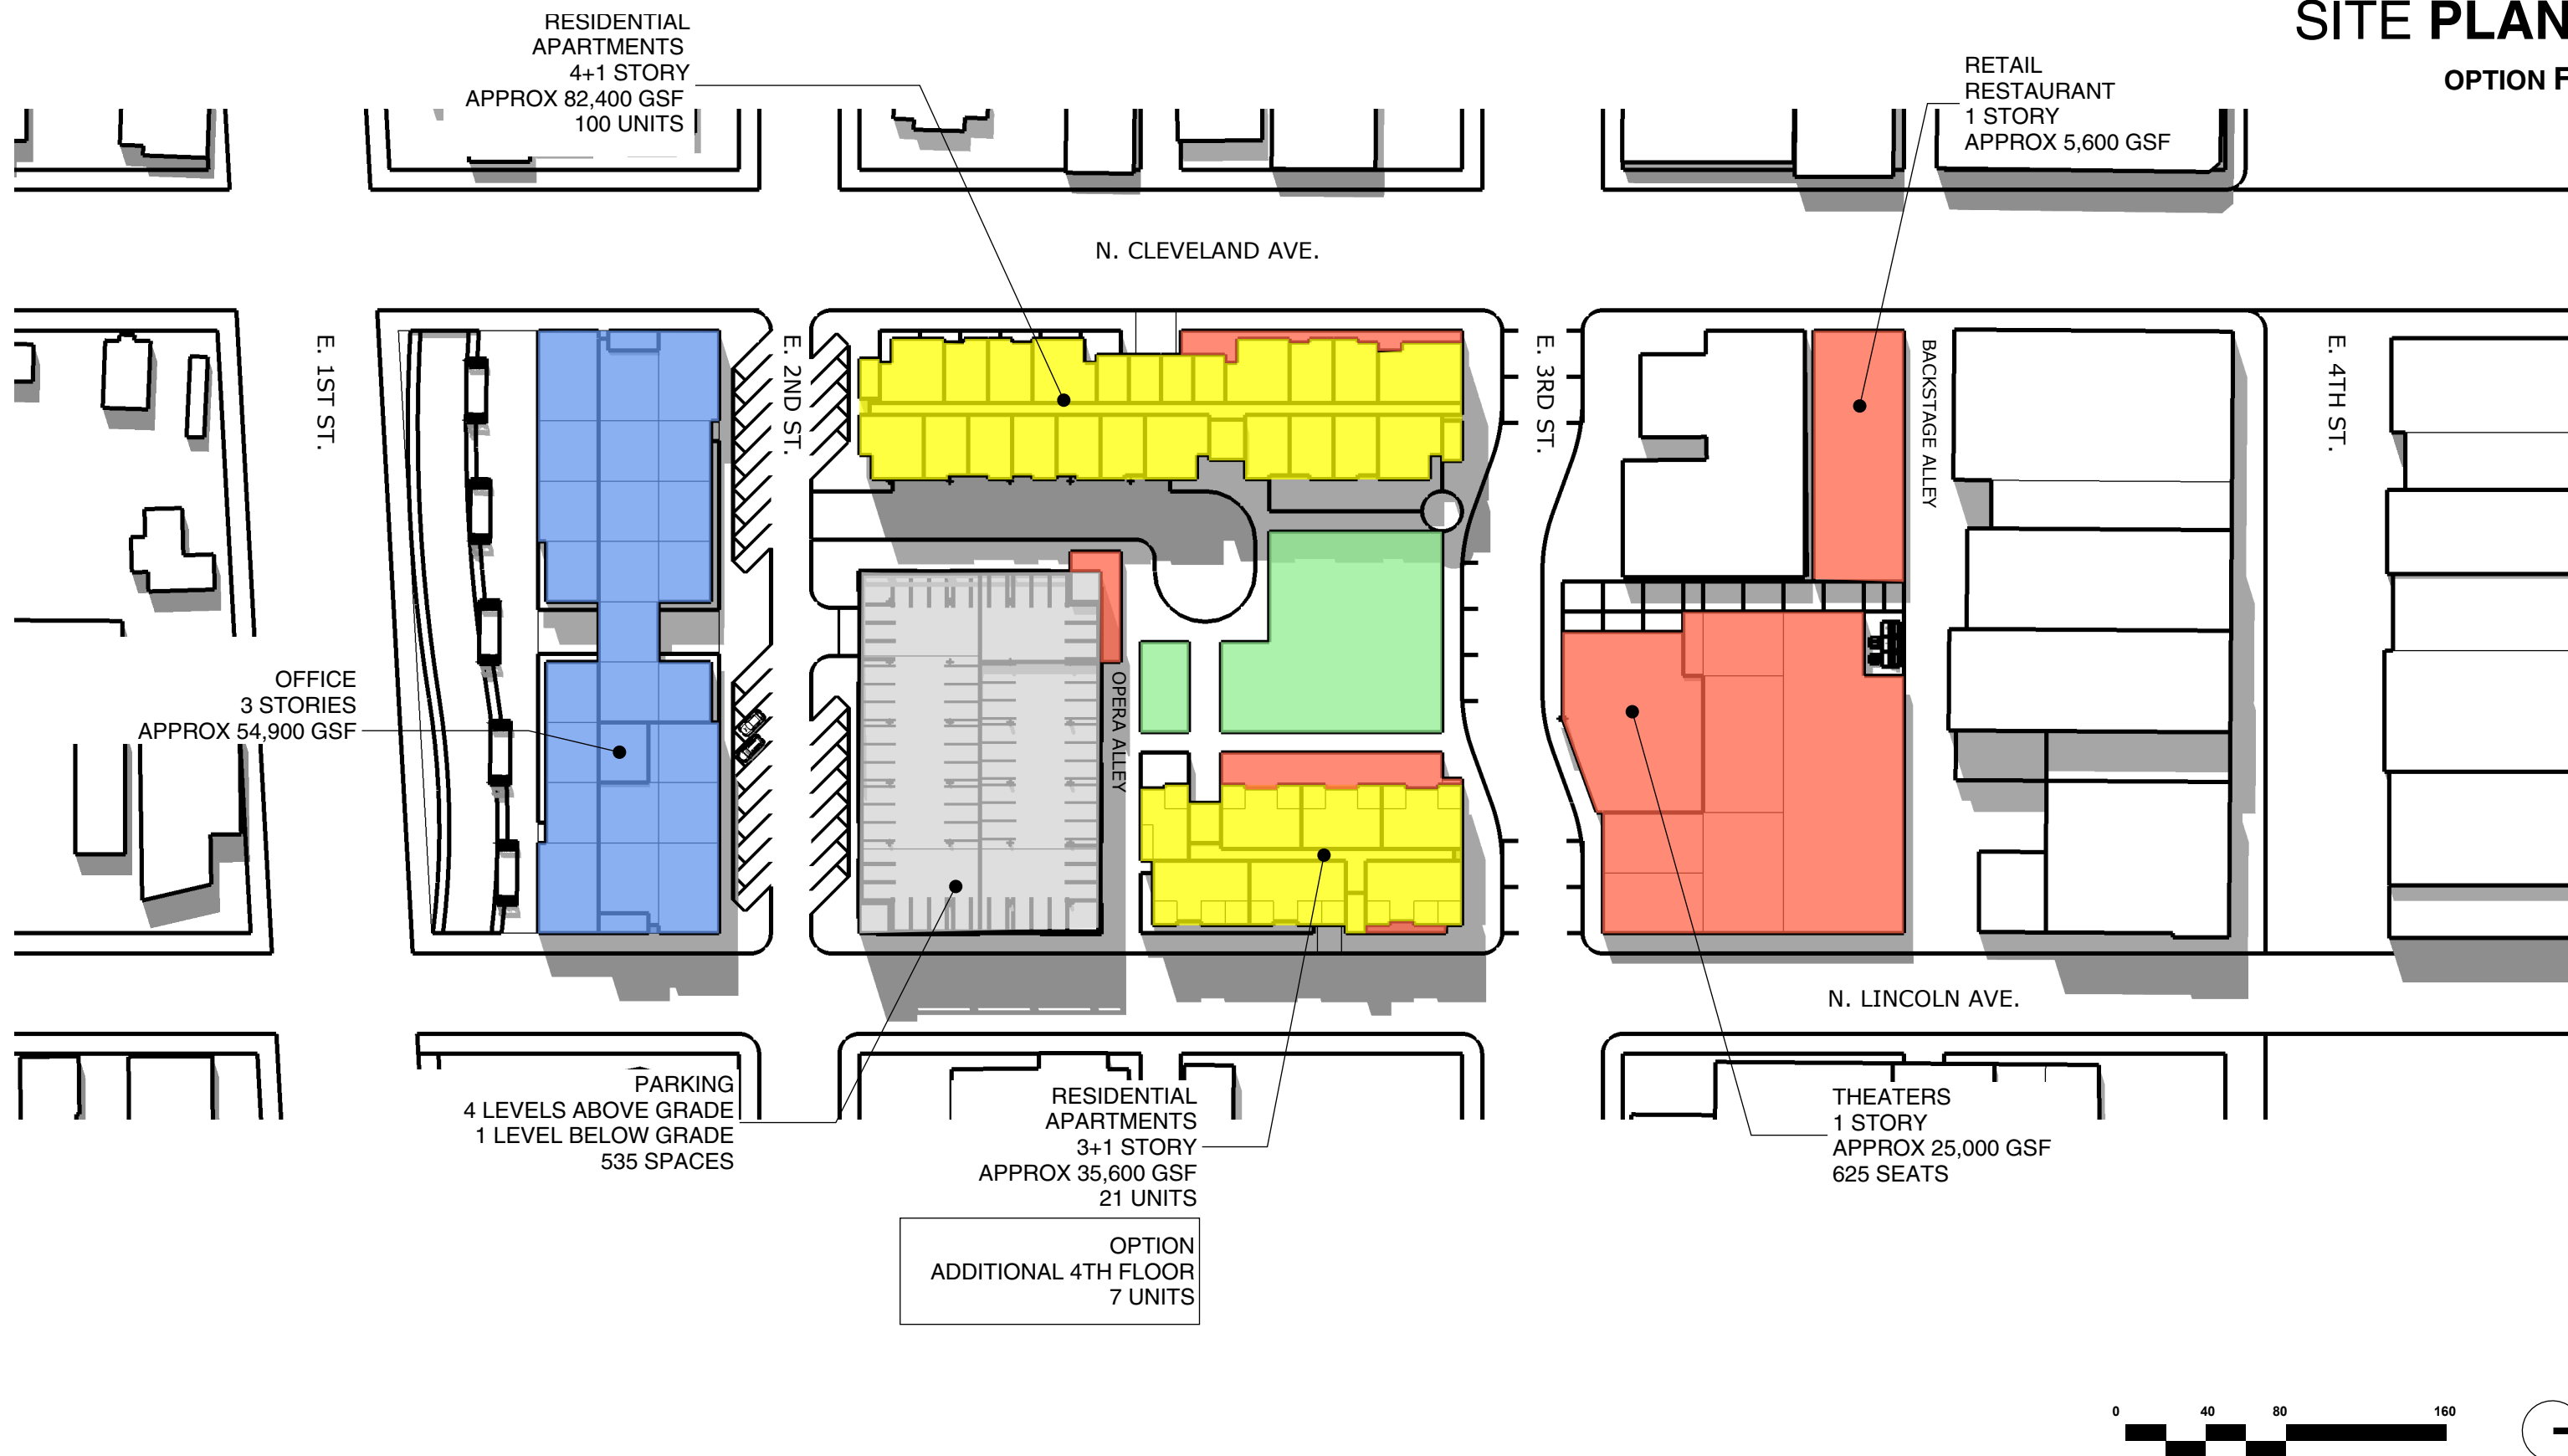 SITE PLAN
OPTION F
RESIDENTIAL
APARTMENTS
4+1 STORY
APPROX 82,400 GSF
100 UNITS
RETAIL
RESTAURANT
1 STORY
APPROX 5,600 GSF
N. CLEVELAND AVE.
E. 1ST ST.
E. 2ND ST.
E. 3RD ST.
BACKSTAGE ALLEY
E. 4TH ST.
OFFICE
3 STORIES
APPROX 54,900 GSF
OPERA ALLEY
N. LINCOLN AVE.
PARKING
4 LEVELS ABOVE GRADE
1 LEVEL BELOW GRADE
535 SPACES
RESIDENTIAL
APARTMENTS
3+1 STORY
APPROX 35,600 GSF
21 UNITS
THEATERS
1 STORY
APPROX 25,000 GSF
625 SEATS
OPTION
ADDITIONAL 4TH FLOOR
7 UNITS
0 40 80 160